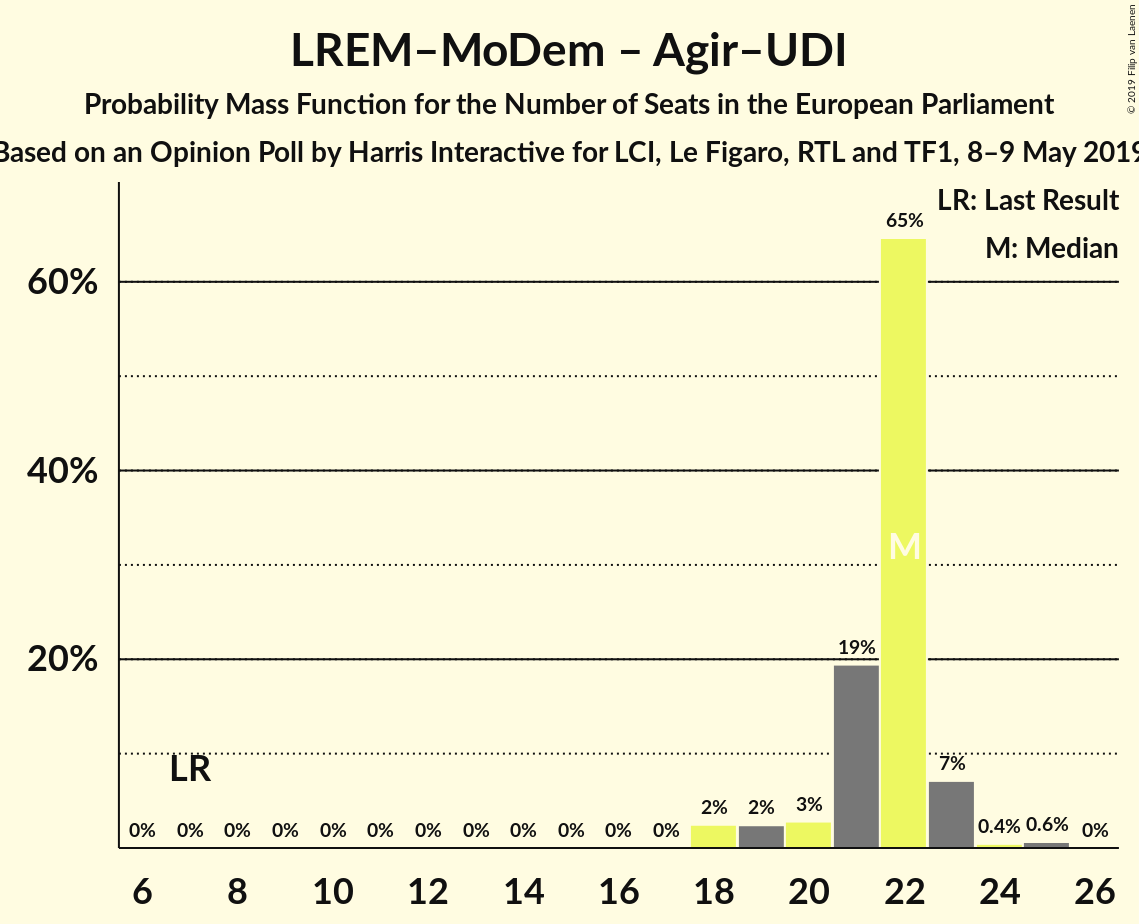 LREM–MoDem – Agir–UDI
Probability Mass Function for the Number of Seats in the European Parliament
Based on an Opinion Poll by Harris Interactive for LCI, Le Figaro, RTL and TF1, 8–9 May 2019
© 2019 Filip van Laenen
LR: Last Result
M: Median
60%
40%
20%
LR
M
0% 0% 0% 0% 0% 0% 0% 0% 0% 0% 0% 0% 2% 2% 3% 19% 65% 7% 0.4% 0.6% 0%
6 8 10 12 14 16 18 20 22 24 26